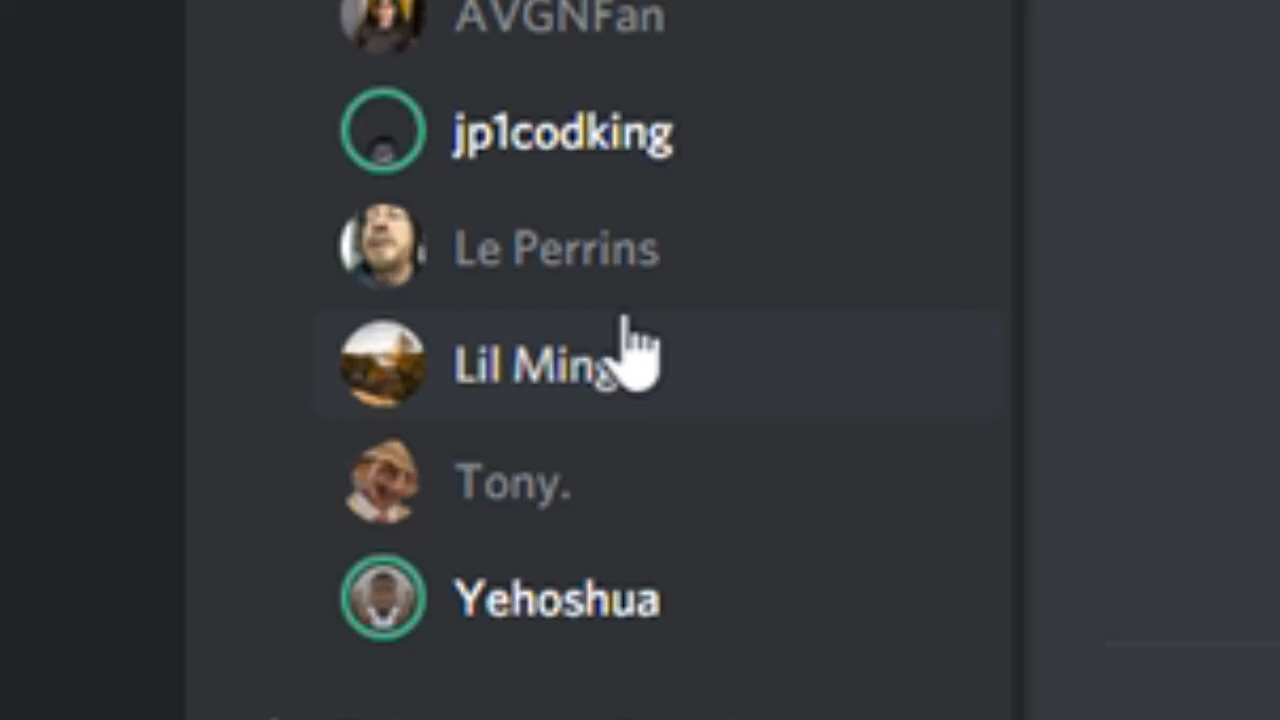 AVGNFan
jp1codking
Le Perrins
Lil Ming
Tony.
Yehoshua